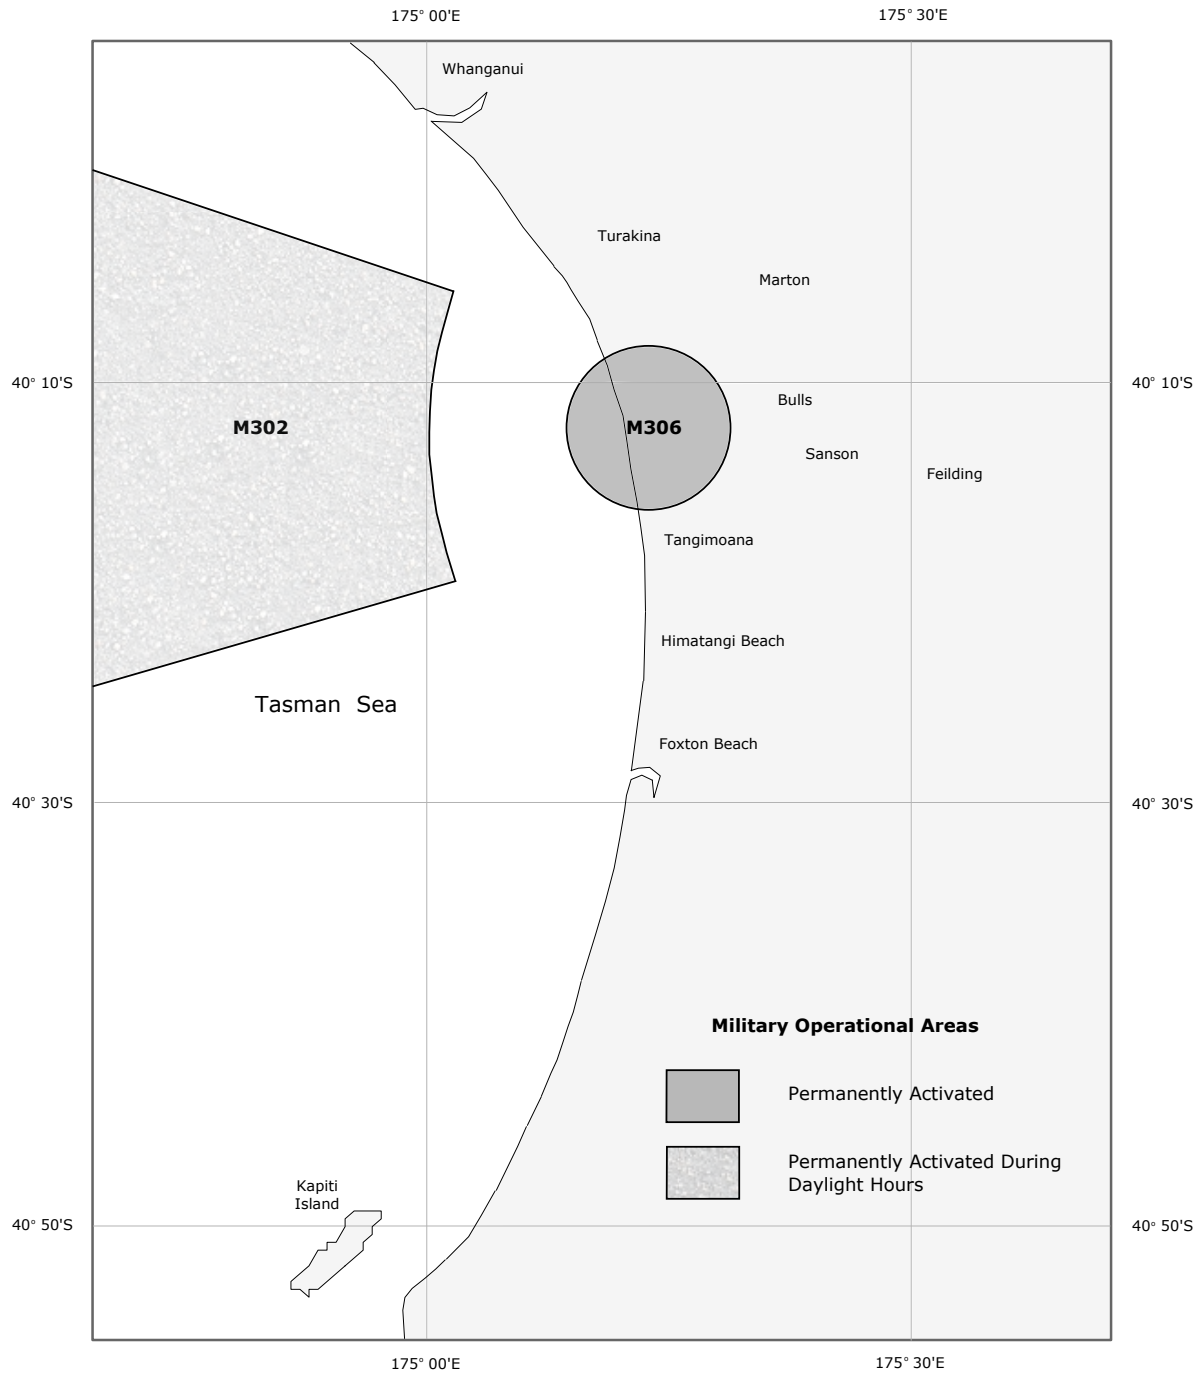 175° 00'E
175° 30'E
Whanganui
Turakina
Marton
40° 10'S
40° 10'S
Bulls
M302
M306
Sanson
Feilding
Tangimoana
Himatangi Beach
Tasman Sea
Foxton Beach
40° 30'S
40° 30'S
Military Operational Areas
Permanently Activated
Permanently Activated During
Daylight Hours
Kapiti
Island
40° 50'S
40° 50'S
175° 00'E
175° 30'E